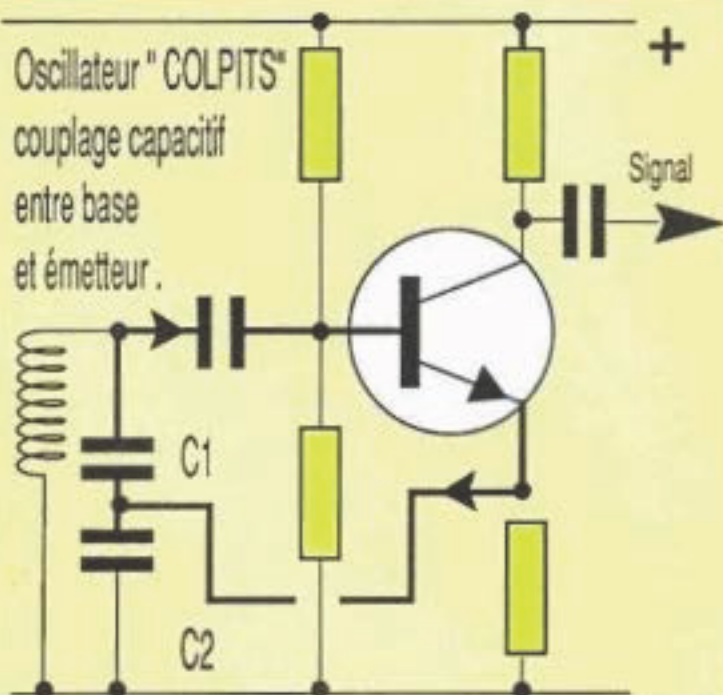 Oscillateur " COLPITS"
couplage capacitif
entre base
et émetteur .
+
Signal
C1
C2